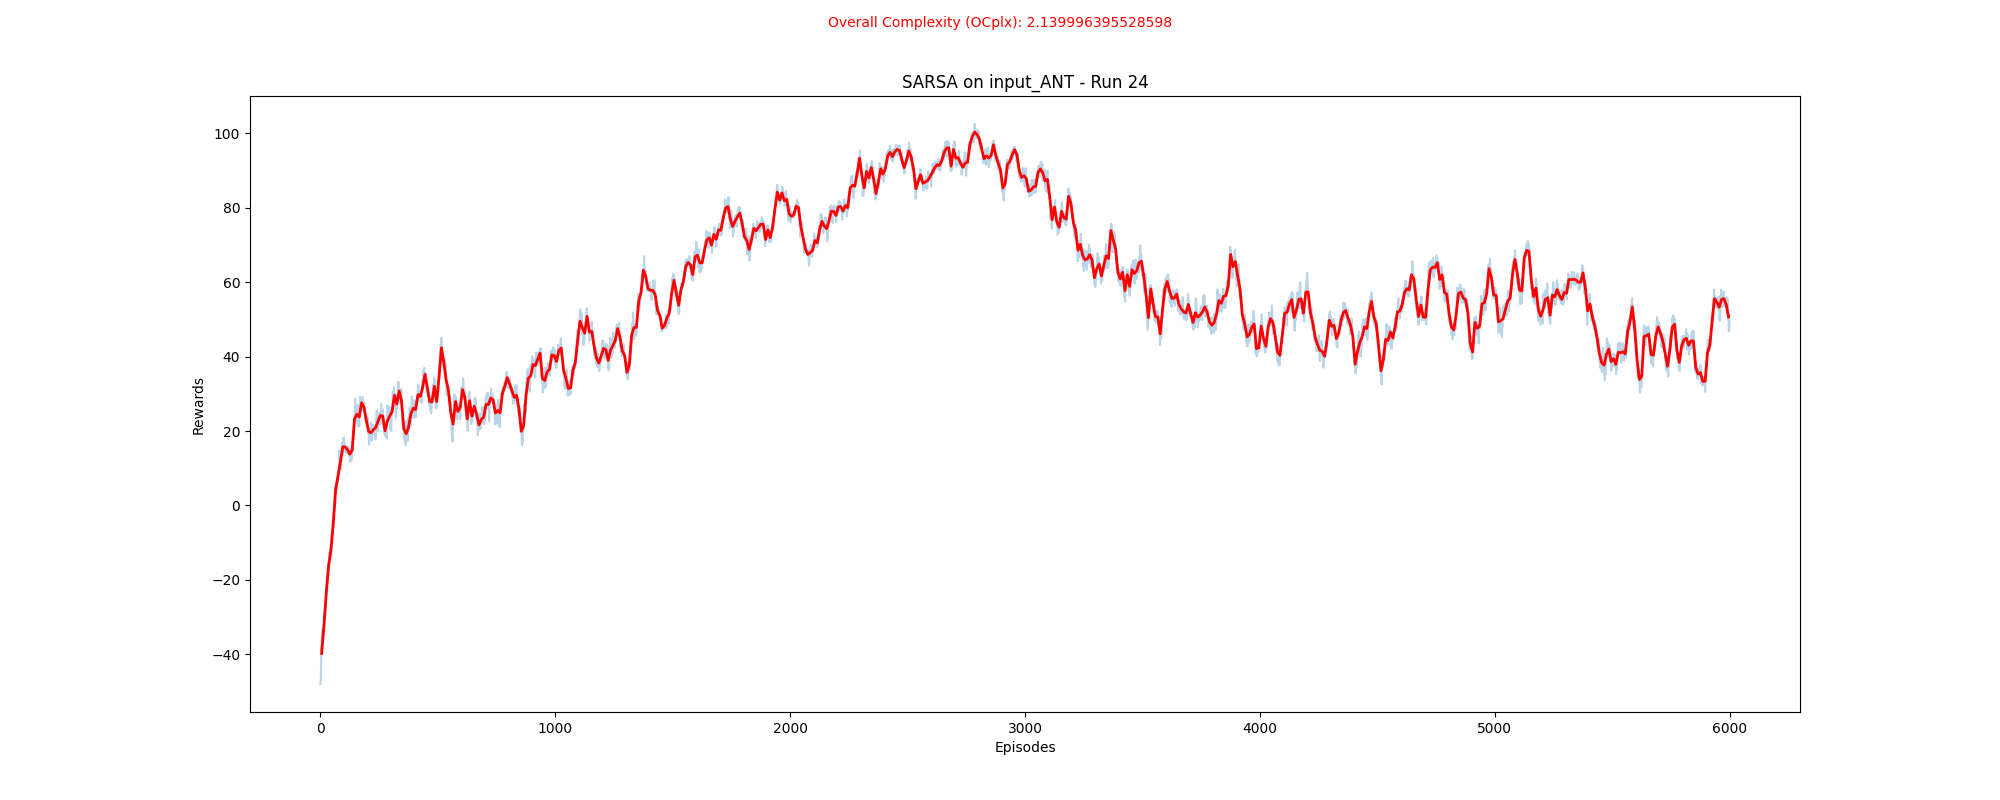 Overall Complexity (OCplx): 2.139996395528598
SARSA on input_ANT - Run 24
100
80
60
40
20
0
−20
−40
Rewards
0 1000 2000 3000 4000 5000 6000
Episodes